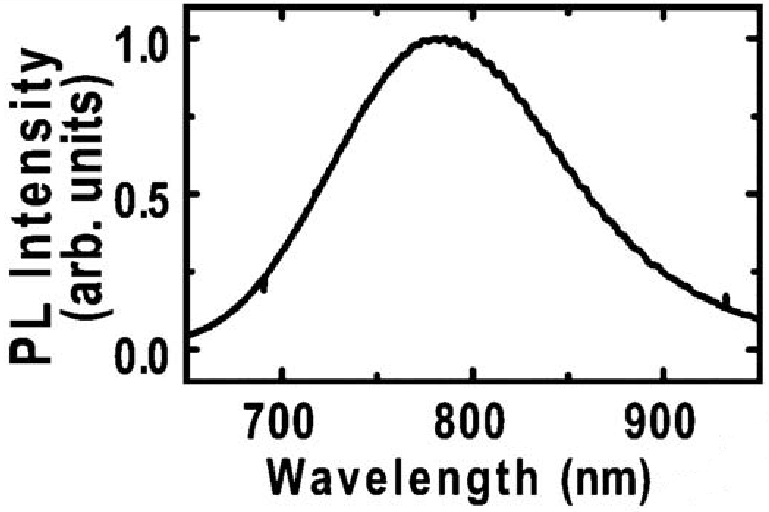 PL Intensity
(arb. units)
1.0
0.5
0.0
700 800 900
Wavelength (nm)